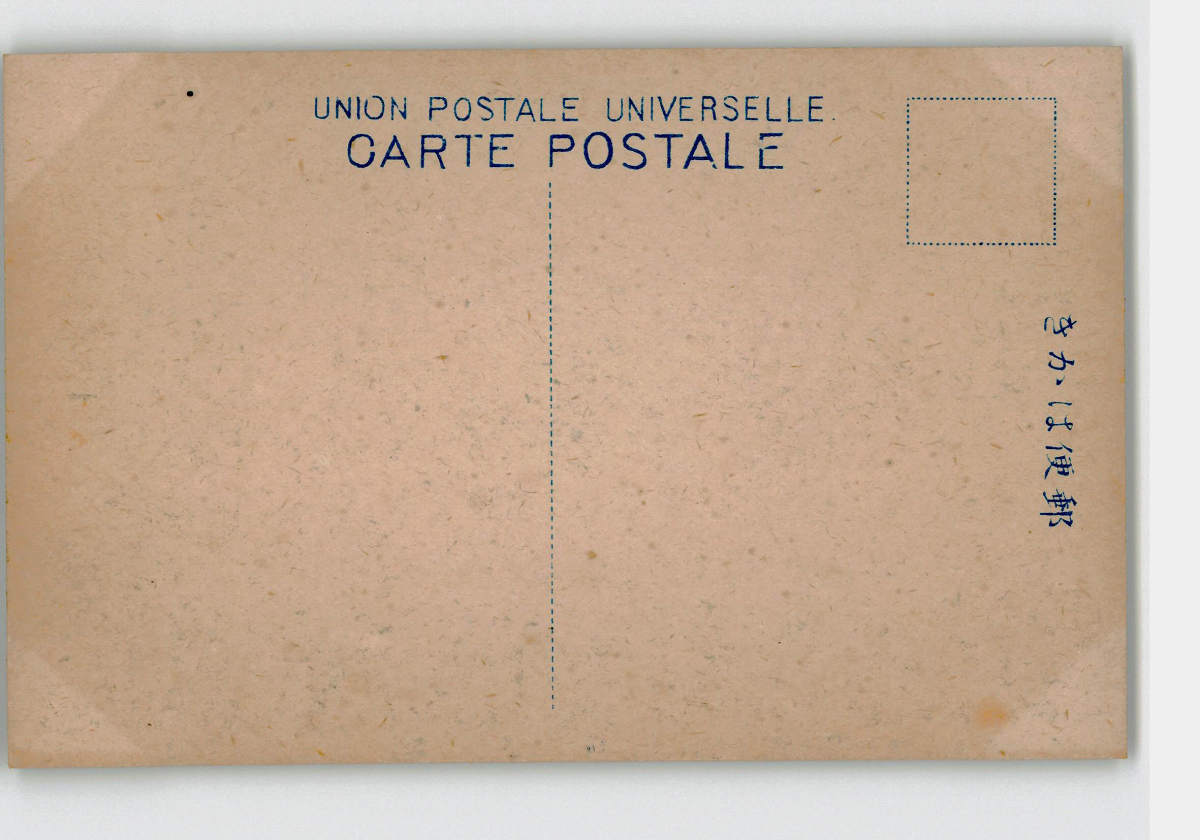 UNION POSTALE UNIVERSELLE.
CARTE POSTALE
郵便はかき